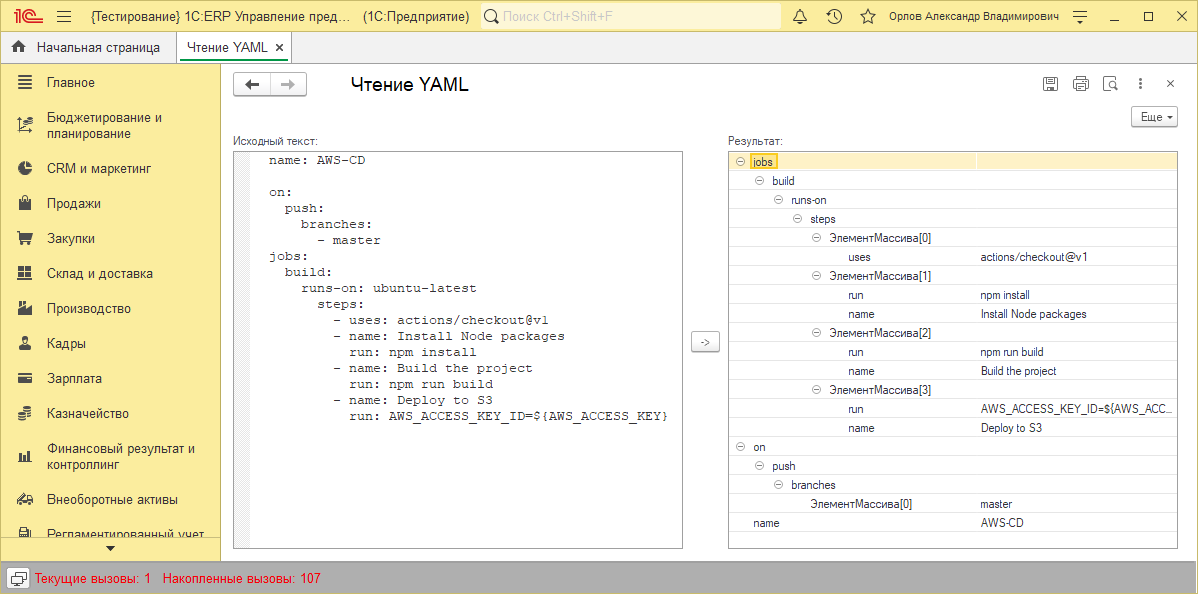 1С {Тестирование} 1С:ERP Управление пред... (1С:Предприятие) Поиск Ctrl+Shift+F Орлов Александр Владимирович
Начальная страница Чтение YAML ×
Главное
Бюджетирование и
планирование
CRM и маркетинг
Продажи
Закупки
Склад и доставка
Производство
Кадры
Зарплата
Казначейство
Финансовый результат и
контроллинг
Внеоборотные активы
Регламентированный учет
Чтение YAML
Еще
Исходный текст:
name: AWS-CD
on:
push:
branches:
- master
jobs:
build:
runs-on: ubuntu-latest
steps:
- uses: actions/checkout@v1
- name: Install Node packages
run: npm install
- name: Build the project
run: npm run build
- name: Deploy to S3
run: AWS_ACCESS_KEY_ID=${AWS_ACCESS_KEY}
->
Результат:
jobs
build
runs-on
steps
ЭлементМассива[0]
uses actions/checkout@v1
ЭлементМассива[1]
run npm install
name Install Node packages
ЭлементМассива[2]
run npm run build
name Build the project
ЭлементМассива[3]
run AWS_ACCESS_KEY_ID=${AWS_ACC...
name Deploy to S3
on
push
branches
ЭлементМассива[0] master
name AWS-CD
Текущие вызовы: 1 Накопленные вызовы: 107